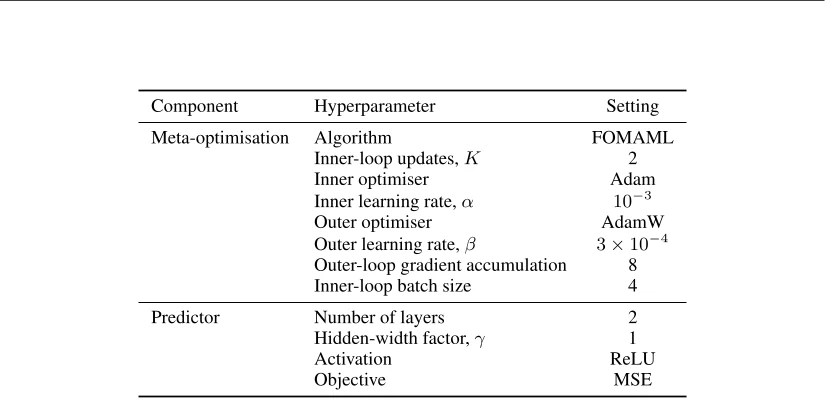 Component Hyperparameter Setting
Meta-optimisation Algorithm FOMAML
Inner-loop updates, K 2
Inner optimiser Adam
Inner learning rate, α 10⁻³
Outer optimiser AdamW
Outer learning rate, β 3 × 10⁻⁴
Outer-loop gradient accumulation 8
Inner-loop batch size 4
Predictor Number of layers 2
Hidden-width factor, γ 1
Activation ReLU
Objective MSE